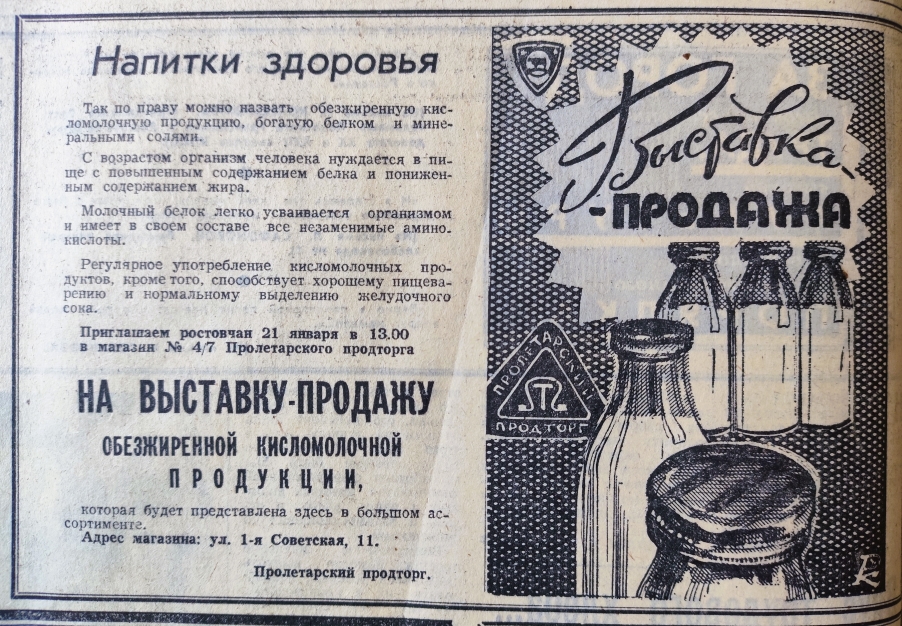 Напитки здоровья
Так по праву можно назвать обезжиренную кис-
ломолочную продукцию, богатую белком и мине-
ральными солями.
С возрастом организм человека нуждается в пи-
ще с повышенным содержанием белка и понижен-
ным содержанием жира.
Молочный белок легко усваивается организмом
и имеет в своем составе все незаменимые амино-
кислоты.
Регулярное употребление кисломолочных про-
дуктов, кроме того, способствует хорошему пищева-
рению и нормальному выделению желудочного
сока.
Приглашаем ростовчан 21 января в 13.00
в магазин № 4/7 Пролетарского продторга
НА ВЫСТАВКУ-ПРОДАЖУ
ОБЕЗЖИРЕННОЙ КИСЛОМОЛОЧНОЙ
ПРОДУКЦИИ,
которая будет представлена здесь в большом ас-
сортименте.
Адрес магазина: ул. 1-я Советская, 11.
Пролетарский продторг.
Выставка-
-ПРОДАЖА
ПРОЛЕТАРСКИЙ
ПРОДТОРГ